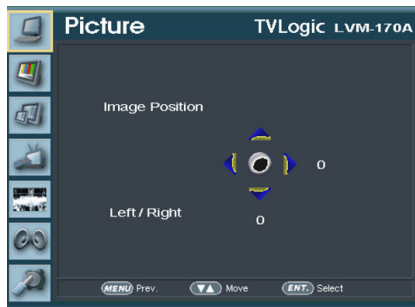 Picture TVLogic LVM-170A
Image Position
0
Left / Right
0
MENU Prev. ▼▲ Move ENT. Select